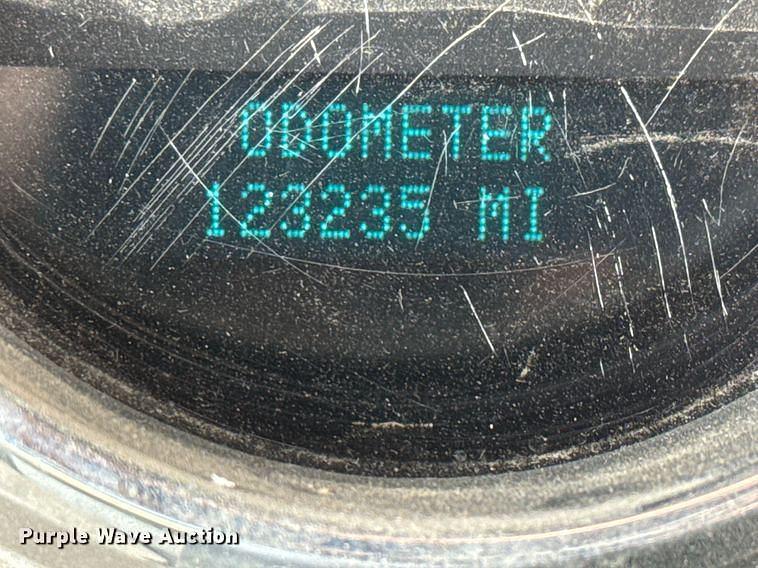 ODOMETER
123235 MI
Purple Wave Auction